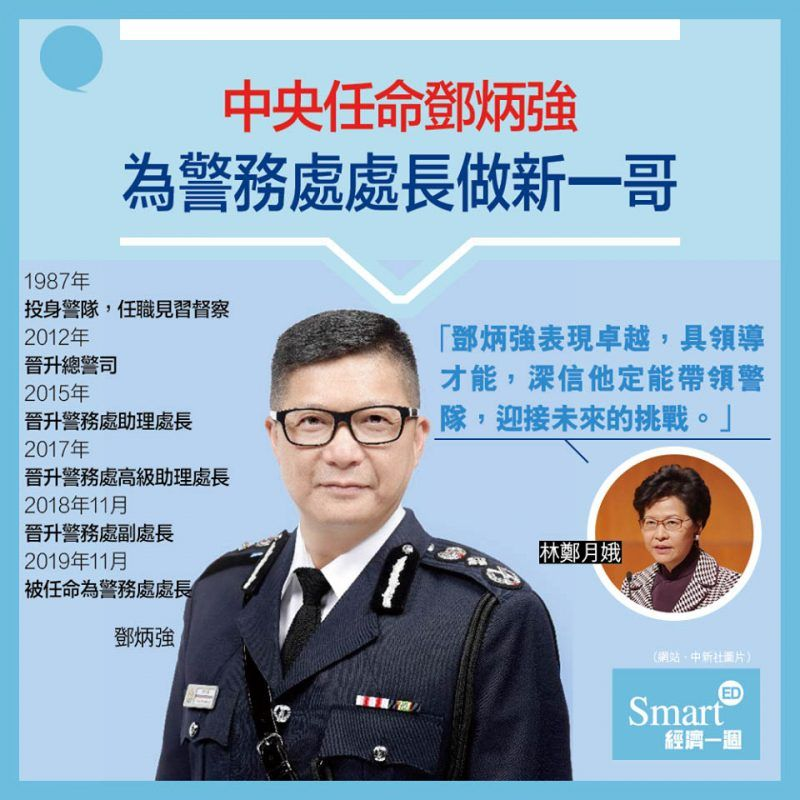 中央任命鄧炳強
為警務處處長做新一哥
1987年
投身警隊，任職見習督察
2012年
晉升總警司
2015年
晉升警務處助理處長
2017年
晉升警務處高級助理處長
2018年11月
晉升警務處副處長
2019年11月
被任命為警務處處長
鄧炳強
「鄧炳強表現卓越，具領導
才能，深信他定能帶領警
隊，迎接未來的挑戰。」
林鄭月娥
（網站、中新社圖片）
Smart ED
經濟一週